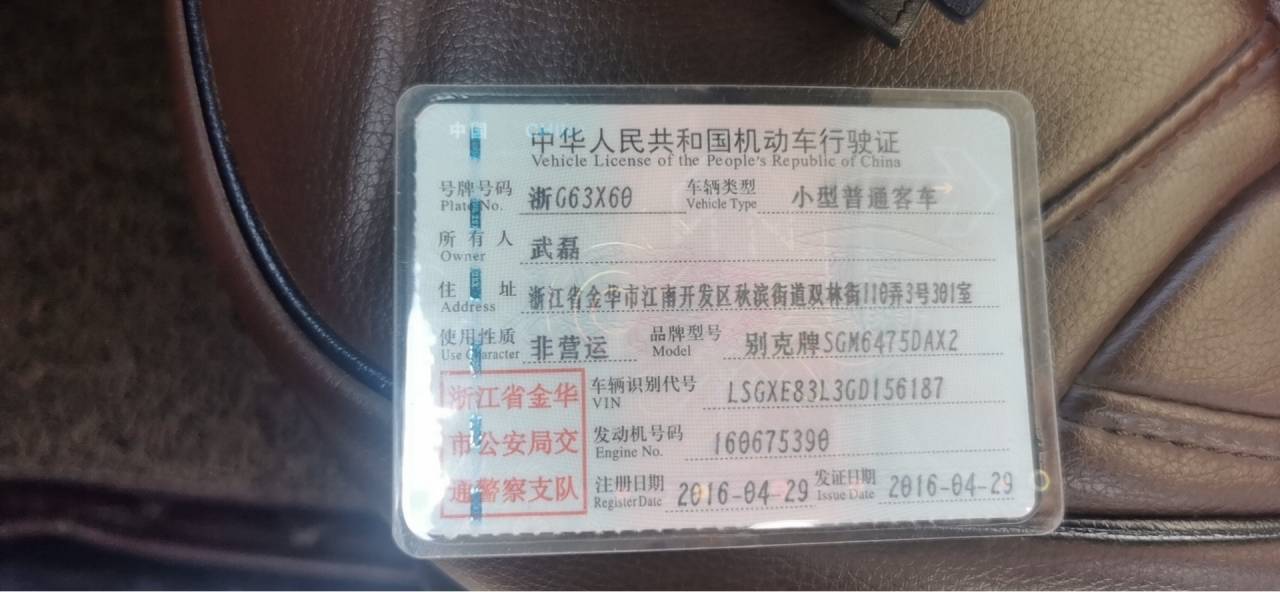 中国 CHINA
中华人民共和国机动车行驶证
Vehicle License of the People's Republic of China
号牌号码 浙G63X60 车辆类型 小型普通客车
Plate No. Vehicle Type
所有人 武磊
Owner
住址 浙江省金华市江南开发区秋滨街道双林街110弄3号301室
Address
使用性质 非营运 品牌型号 别克牌SGM6475DAX2
Use Character Model
浙江省金华
市公安局交
通警察支队
车辆识别代号 LSGXE83L3GD156187
VIN
发动机号码 160675390
Engine No.
注册日期 2016-04-29 发证日期 2016-04-29
Register Date Issue Date